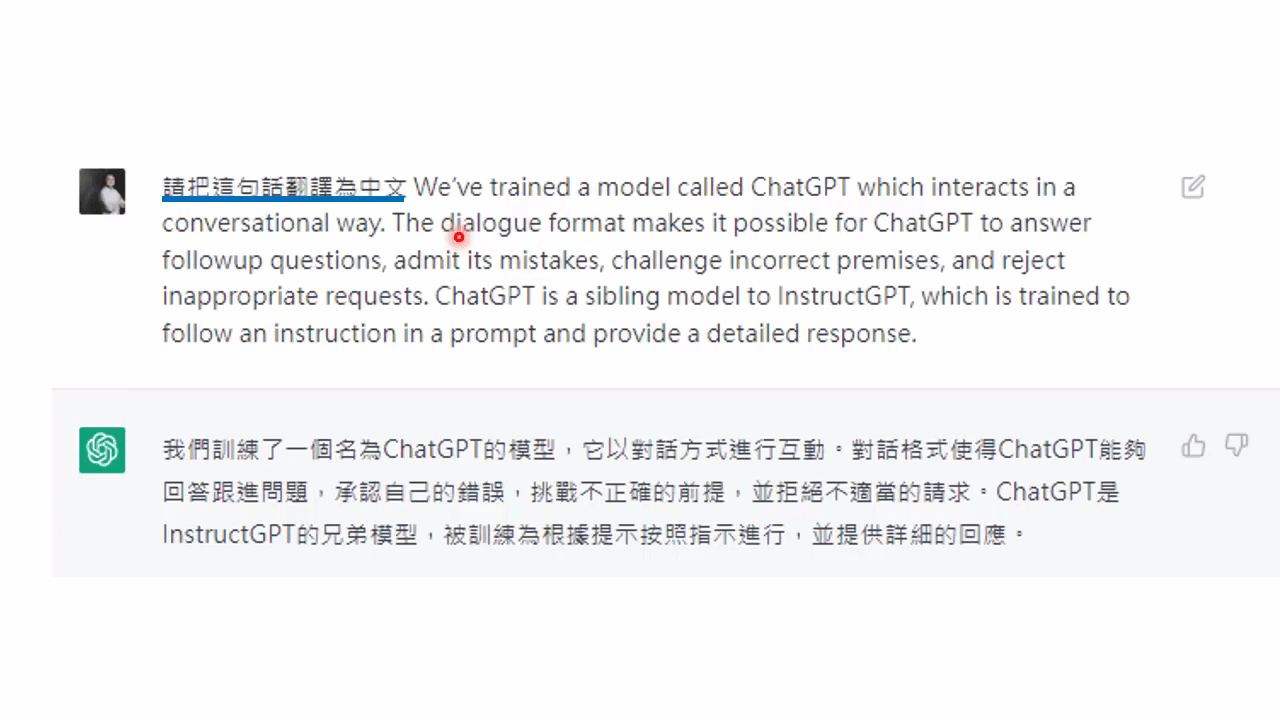 請把這句話翻譯為中文 We've trained a model called ChatGPT which interacts in a
conversational way. The dialogue format makes it possible for ChatGPT to answer
followup questions, admit its mistakes, challenge incorrect premises, and reject
inappropriate requests. ChatGPT is a sibling model to InstructGPT, which is trained to
follow an instruction in a prompt and provide a detailed response.
我們訓練了一個名為ChatGPT的模型，它以對話方式進行互動。對話格式使得ChatGPT能夠
回答跟進問題，承認自己的錯誤，挑戰不正確的前提，並拒絕不適當的請求。ChatGPT是
InstructGPT的兄弟模型，被訓練為根據提示按照指示進行，並提供詳細的回應。